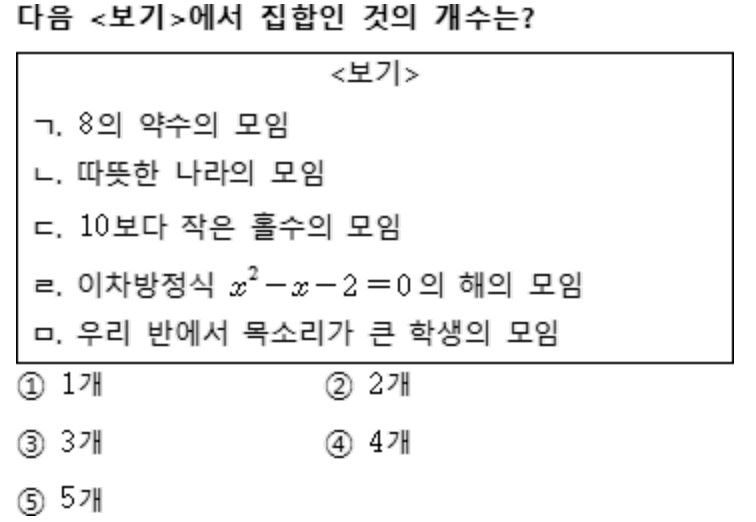 다음 <보기>에서 집합인 것의 개수는?
<보기>
ㄱ. 8의 약수의 모임
ㄴ. 따뜻한 나라의 모임
ㄷ. 10보다 작은 홀수의 모임
ㄹ. 이차방정식 x²-x-2=0의 해의 모임
ㅁ. 우리 반에서 목소리가 큰 학생의 모임
① 1개 ② 2개
③ 3개 ④ 4개
⑤ 5개